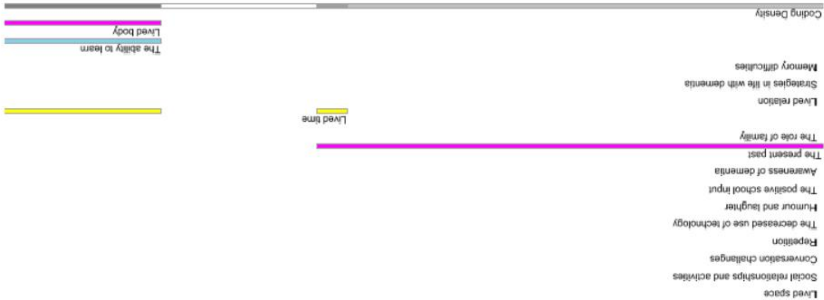 Lived space
Social relationships and activities
Conversation challanges
Repetition
The decreased use of technology
Humour and laughter
The positive school input
Awareness of dementia
The present past
The role of family
Lived time
Lived relation
Strategies in life with dementia
Memory difficulties
The ability to learn
Lived body
Coding Density